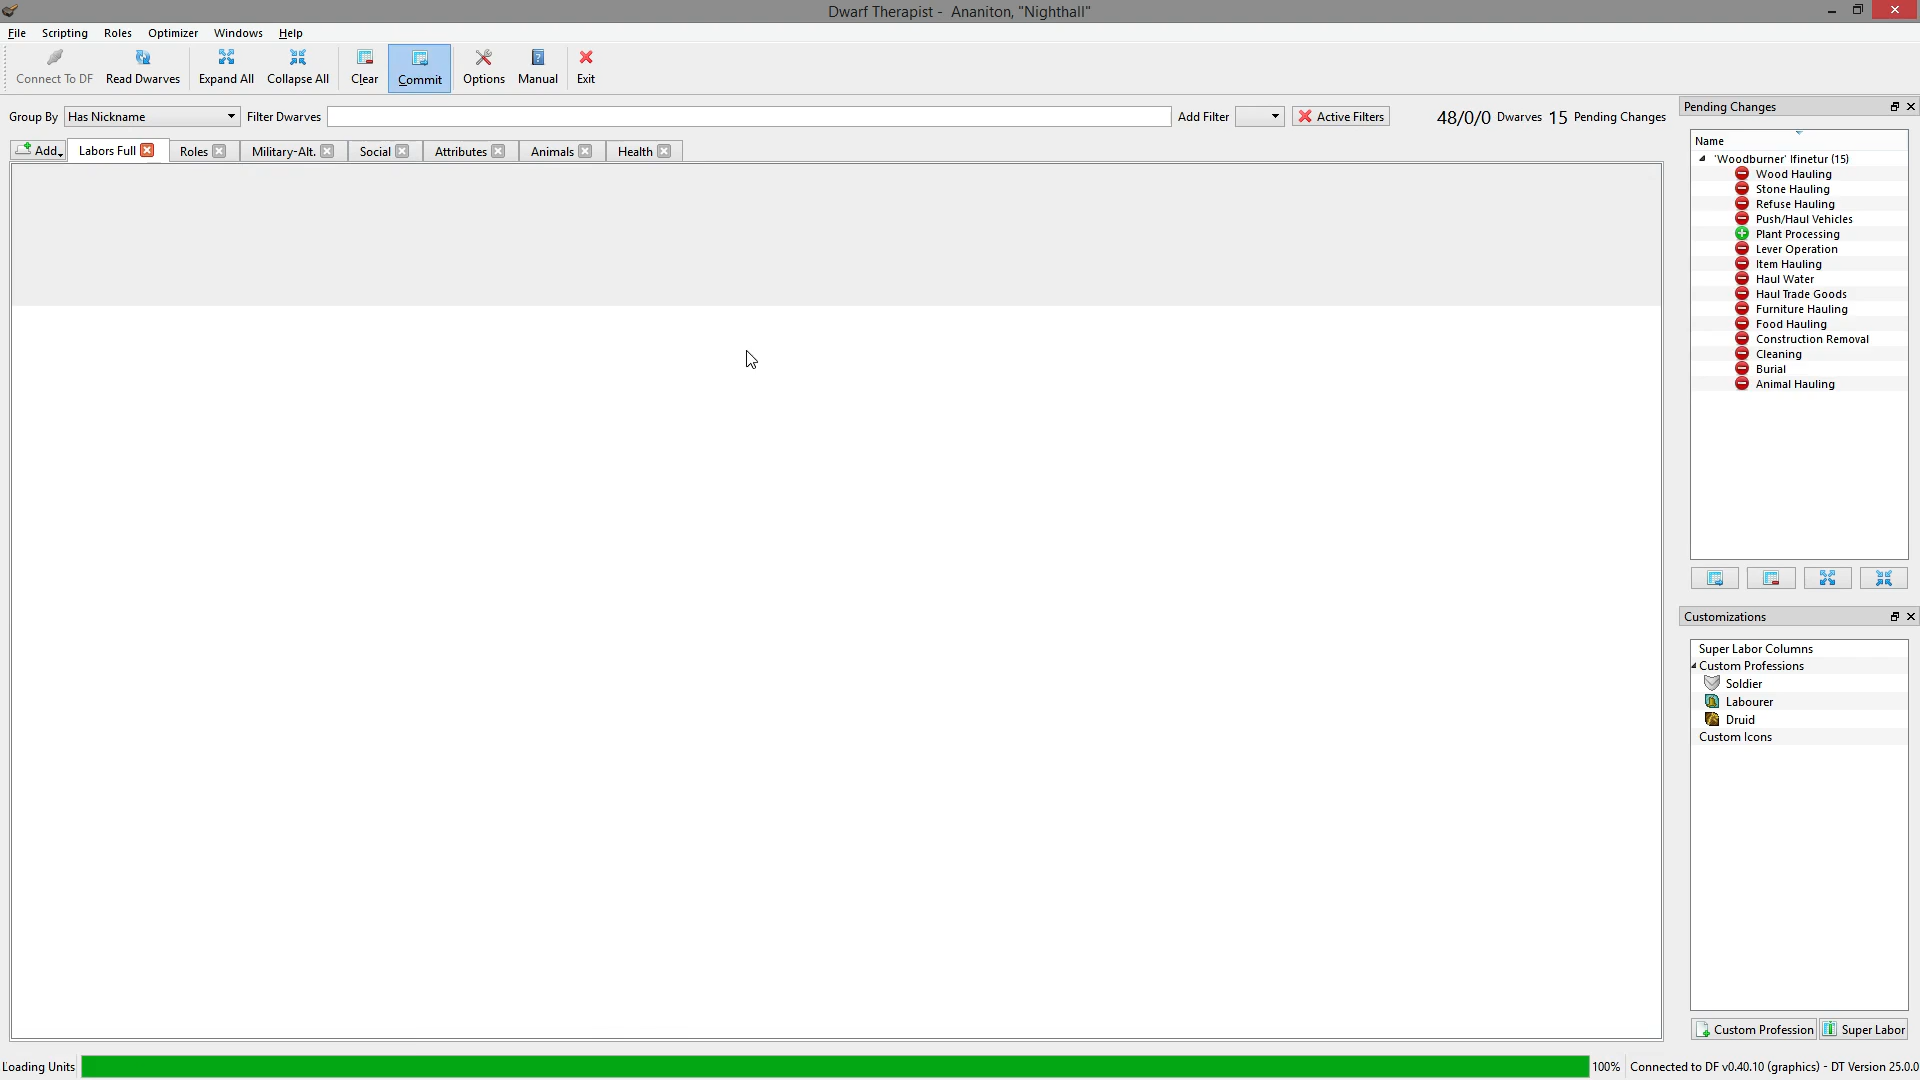 Dwarf Therapist - Ananiton, "Nighthall"
File Scripting Roles Optimizer Windows Help
Connect To DF Read Dwarves Expand All Collapse All Clear Commit Options Manual Exit
Group By Has Nickname Filter Dwarves Add Filter Active Filters 48/0/0 Dwarves 15 Pending Changes
Add Labors Full Roles Military-Alt. Social Attributes Animals Health
Pending Changes
Name
'Woodburner' Ifinetur (15)
Wood Hauling
Stone Hauling
Refuse Hauling
Push/Haul Vehicles
Plant Processing
Lever Operation
Item Hauling
Haul Water
Haul Trade Goods
Furniture Hauling
Food Hauling
Construction Removal
Cleaning
Burial
Animal Hauling
Customizations
Super Labor Columns
Custom Professions
Soldier
Labourer
Druid
Custom Icons
Custom Profession Super Labor
Loading Units 100% Connected to DF v0.40.10 (graphics) - DT Version 25.0.0